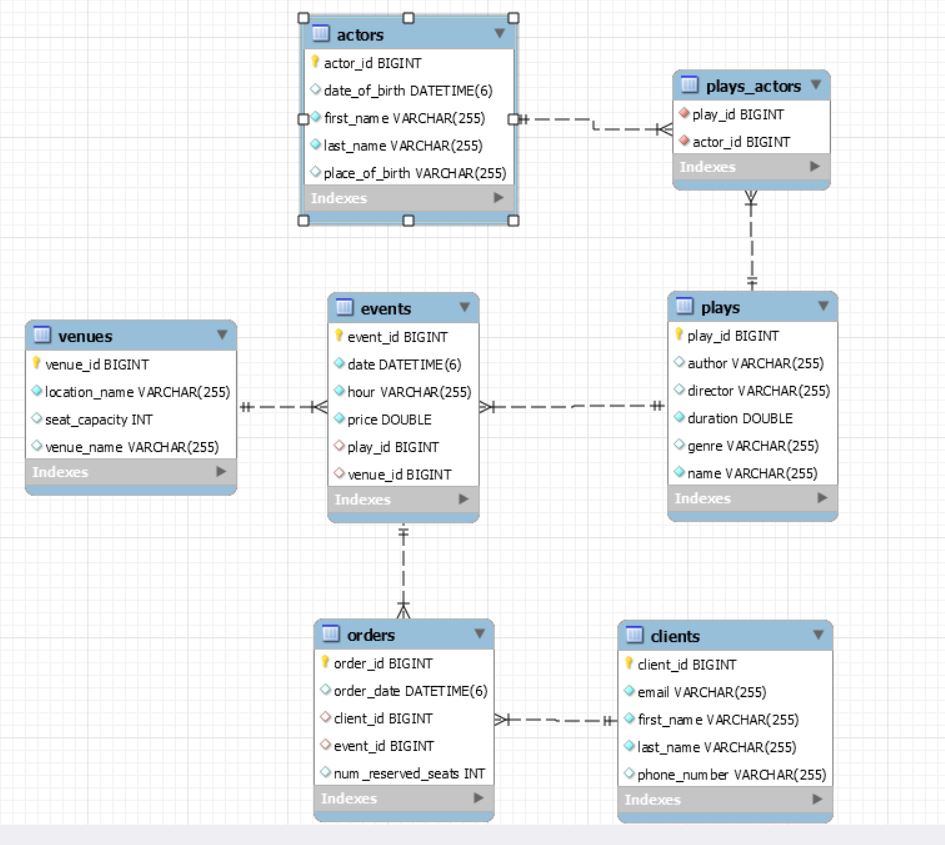 actors
actor_id BIGINT
date_of_birth DATETIME(6)
first_name VARCHAR(255)
last_name VARCHAR(255)
place_of_birth VARCHAR(255)
Indexes
plays_actors
play_id BIGINT
actor_id BIGINT
Indexes
venues
venue_id BIGINT
location_name VARCHAR(255)
seat_capacity INT
venue_name VARCHAR(255)
Indexes
events
event_id BIGINT
date DATETIME(6)
hour VARCHAR(255)
price DOUBLE
play_id BIGINT
venue_id BIGINT
Indexes
plays
play_id BIGINT
author VARCHAR(255)
director VARCHAR(255)
duration DOUBLE
genre VARCHAR(255)
name VARCHAR(255)
Indexes
orders
order_id BIGINT
order_date DATETIME(6)
client_id BIGINT
event_id BIGINT
num_reserved_seats INT
Indexes
clients
client_id BIGINT
email VARCHAR(255)
first_name VARCHAR(255)
last_name VARCHAR(255)
phone_number VARCHAR(255)
Indexes